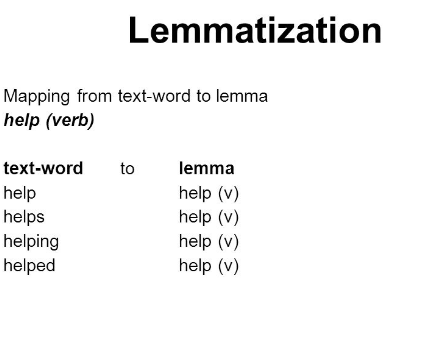 Lemmatization
Mapping from text-word to lemma
help (verb)
text-word to lemma
help help (v)
helps help (v)
helping help (v)
helped help (v)